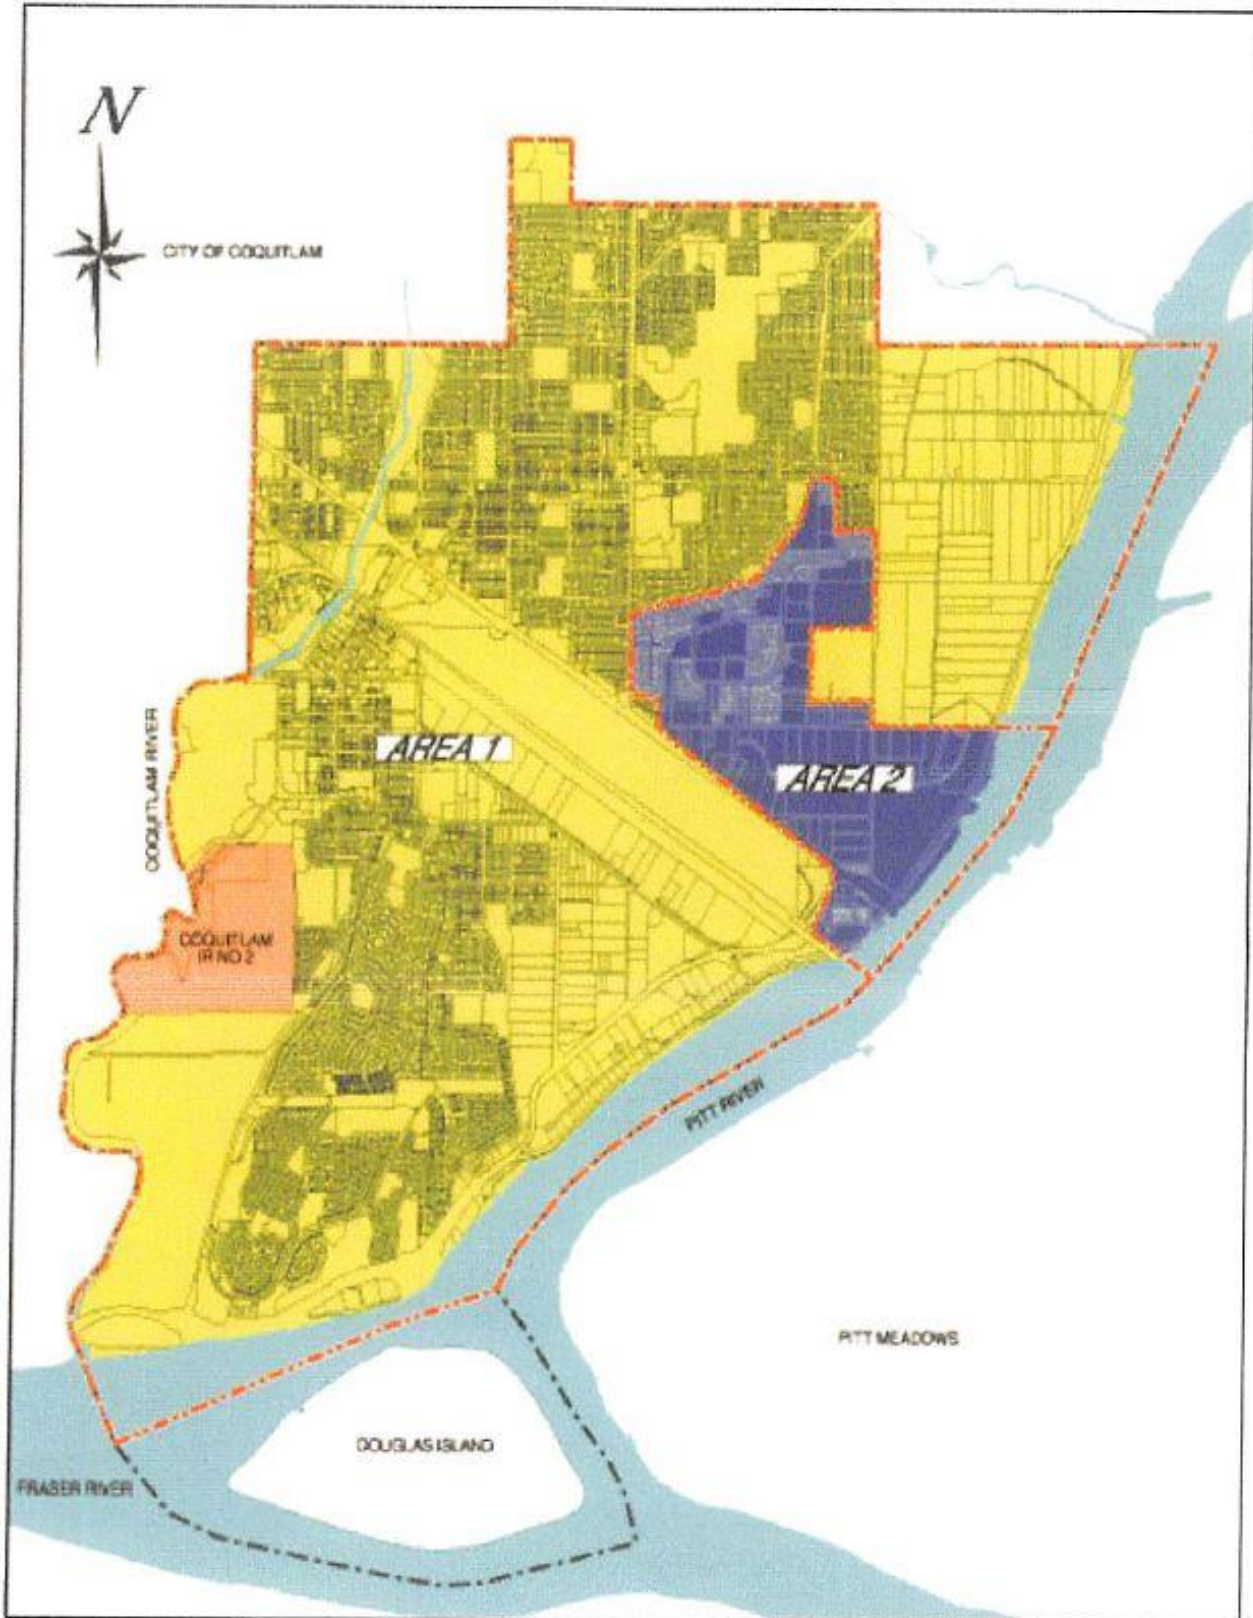 N
CITY OF COQUITLAM
COQUITLAM RIVER
AREA 1
AREA 2
COQUITLAM
IR NO 2
PITT RIVER
PITT MEADOWS
DOUGLAS ISLAND
FRASER RIVER